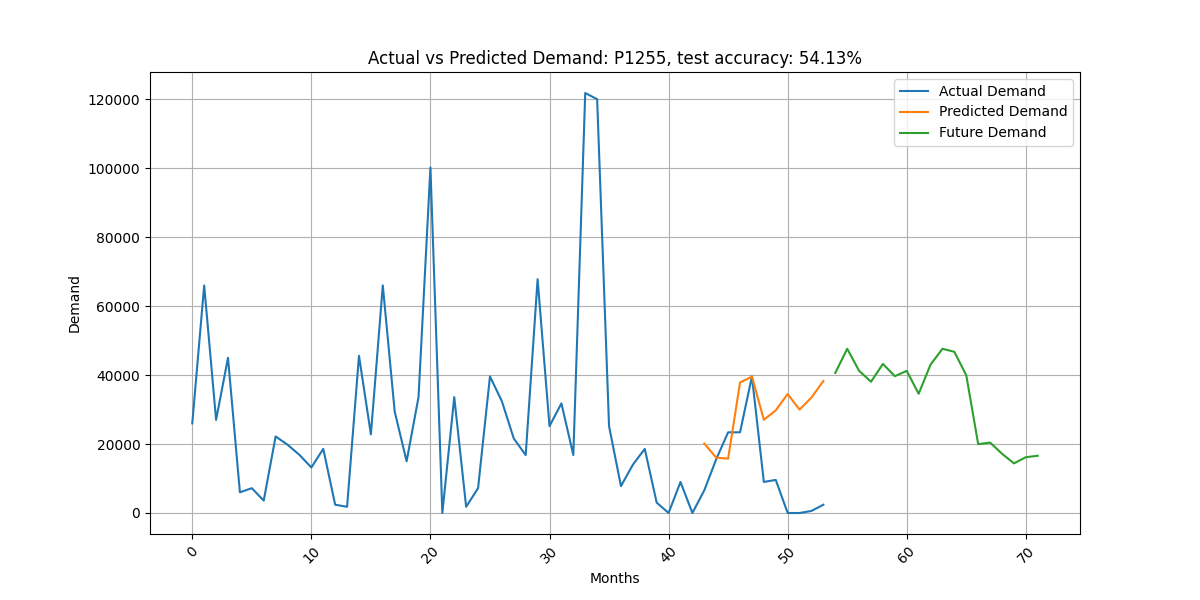 Actual vs Predicted Demand: P1255, test accuracy: 54.13%
Actual Demand
Predicted Demand
Future Demand
120000
100000
80000
60000
40000
20000
0
Demand
0 10 20 30 40 50 60 70
Months